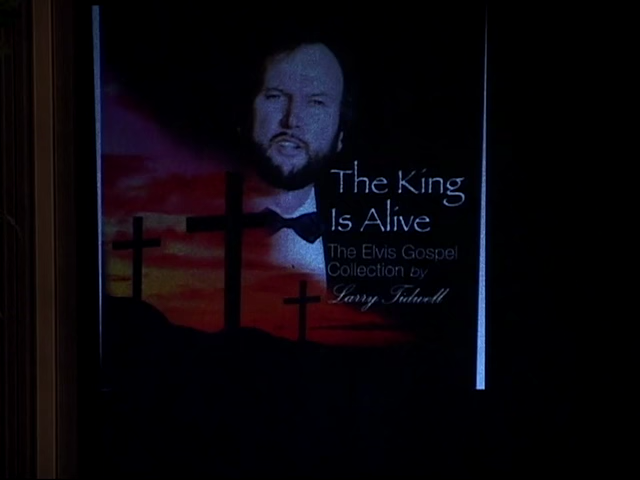 The King
Is Alive
The Elvis Gospel
Collection by
Larry Tidwell